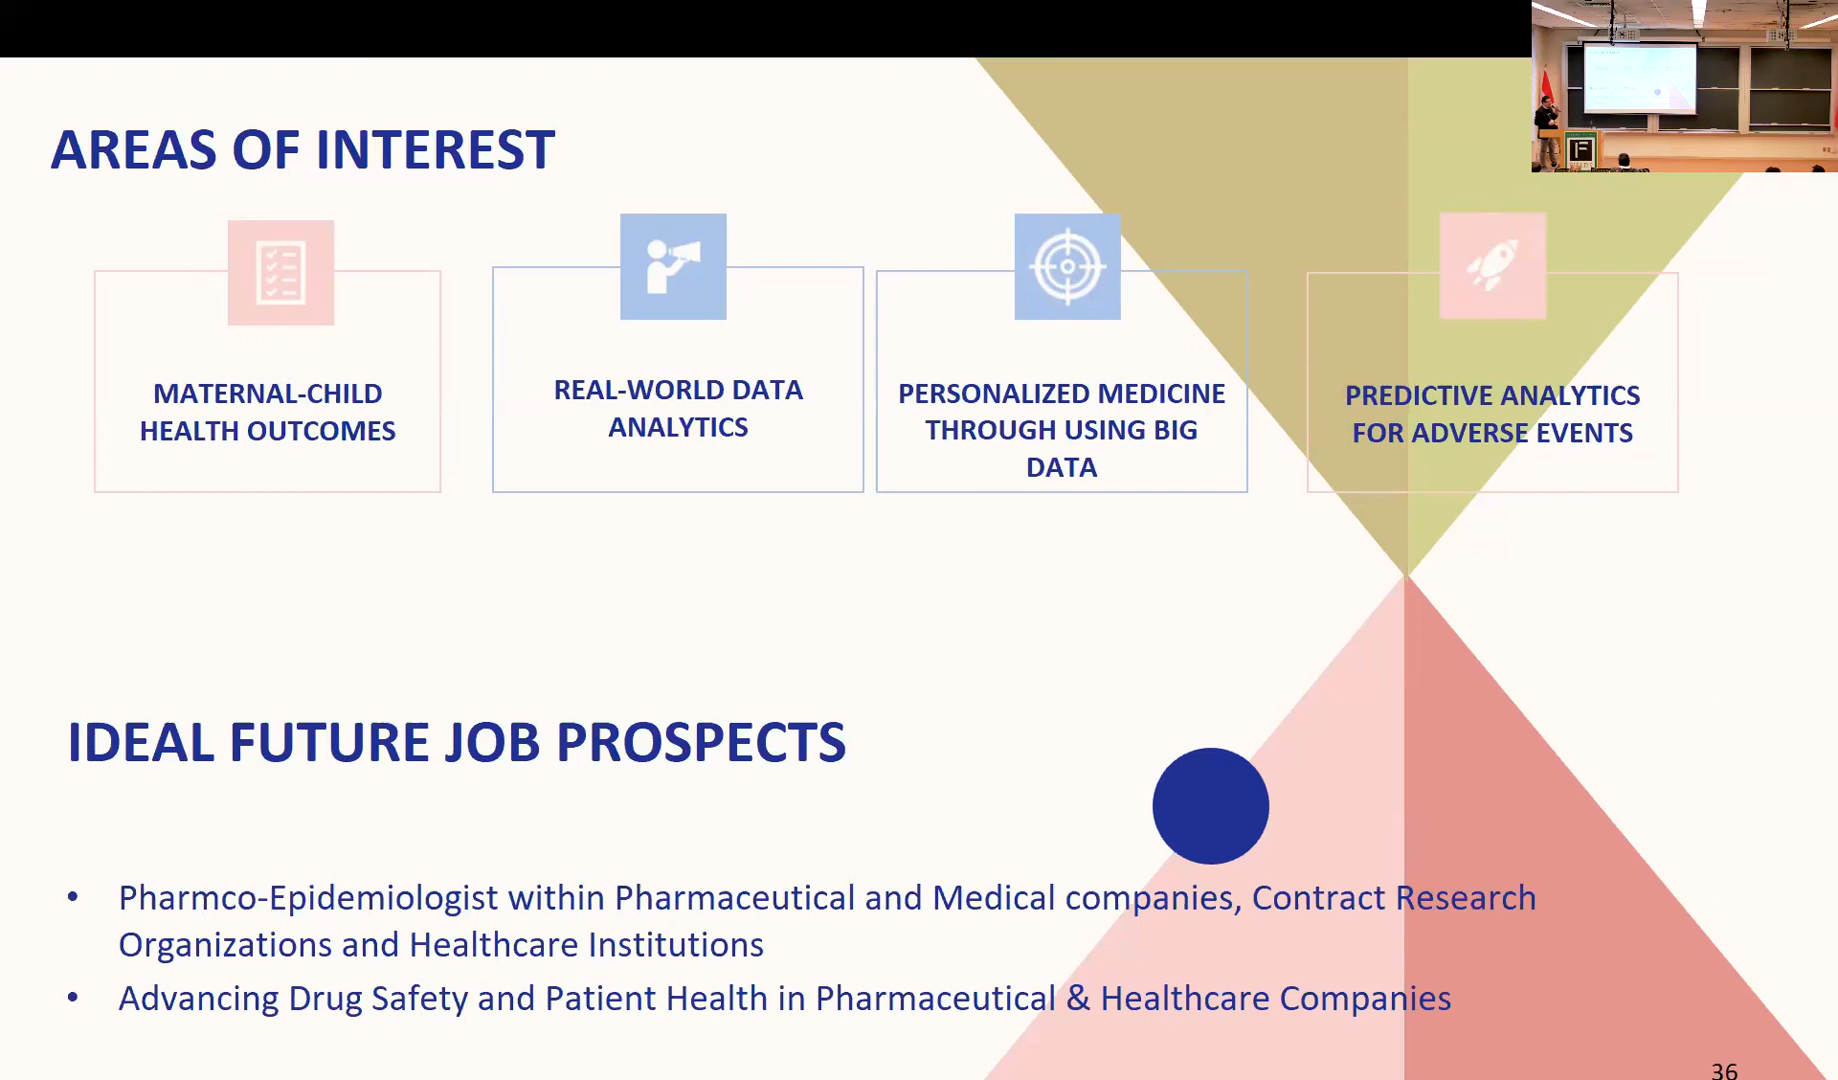 AREAS OF INTEREST
MATERNAL-CHILD
HEALTH OUTCOMES
REAL-WORLD DATA
ANALYTICS
PERSONALIZED MEDICINE
THROUGH USING BIG
DATA
PREDICTIVE ANALYTICS
FOR ADVERSE EVENTS
IDEAL FUTURE JOB PROSPECTS
• Pharmco-Epidemiologist within Pharmaceutical and Medical companies, Contract Research
Organizations and Healthcare Institutions
• Advancing Drug Safety and Patient Health in Pharmaceutical & Healthcare Companies
36